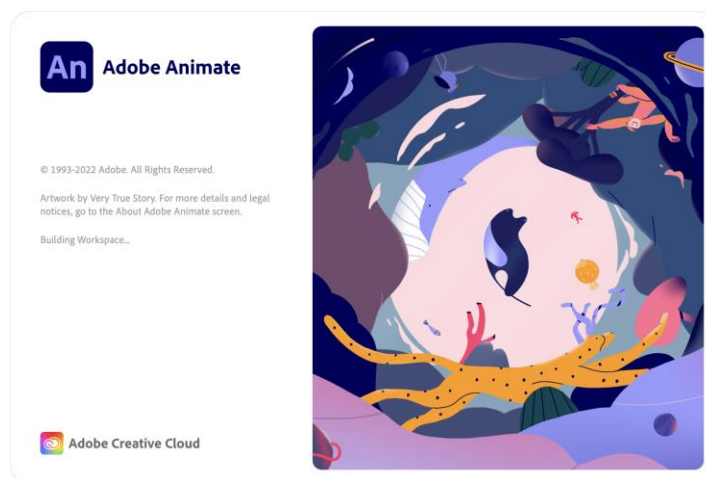 An Adobe Animate
© 1993-2022 Adobe. All Rights Reserved.
Artwork by Very True Story. For more details and legal
notices, go to the About Adobe Animate screen.
Building Workspace...
Adobe Creative Cloud